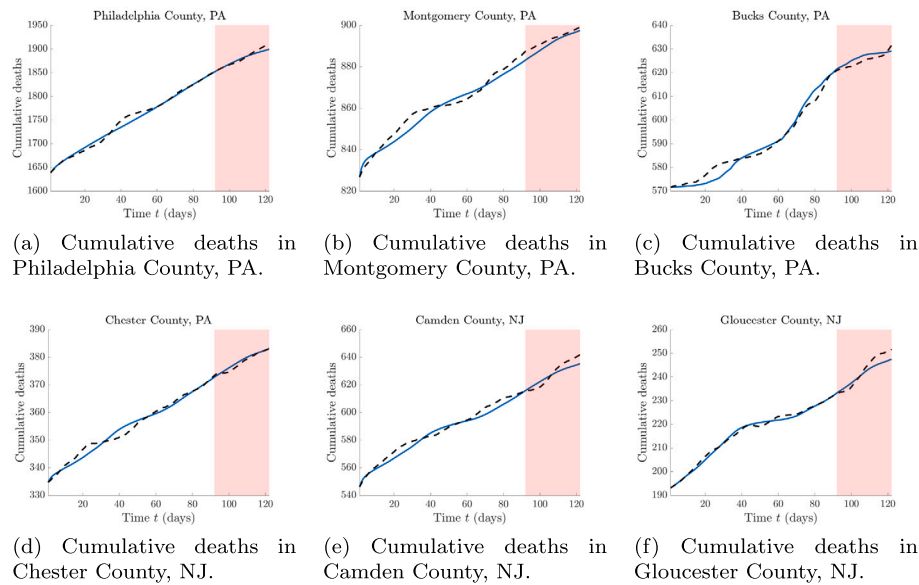 Philadelphia County, PA
1950
1900
1850
1800
1750
1700
1650
1600
Cumulative deaths
20 40 60 80 100 120
Time t (days)
(a) Cumulative deaths in
Philadelphia County, PA.
Montgomery County, PA
900
880
860
840
820
Cumulative deaths
20 40 60 80 100 120
Time t (days)
(b) Cumulative deaths in
Montgomery County, PA.
Bucks County, PA
640
630
620
610
600
590
580
570
Cumulative deaths
0 20 40 60 80 100 120
Time t (days)
(c) Cumulative deaths in
Bucks County, PA.
Chester County, PA
390
380
370
360
350
340
330
Cumulative deaths
20 40 60 80 100 120
Time t (days)
(d) Cumulative deaths in
Chester County, NJ.
Camden County, NJ
660
640
620
600
580
560
540
Cumulative deaths
20 40 60 80 100 120
Time t (days)
(e) Cumulative deaths in
Camden County, NJ.
Gloucester County, NJ
260
250
240
230
220
210
200
190
Cumulative deaths
20 40 60 80 100 120
Time t (days)
(f) Cumulative deaths in
Gloucester County, NJ.